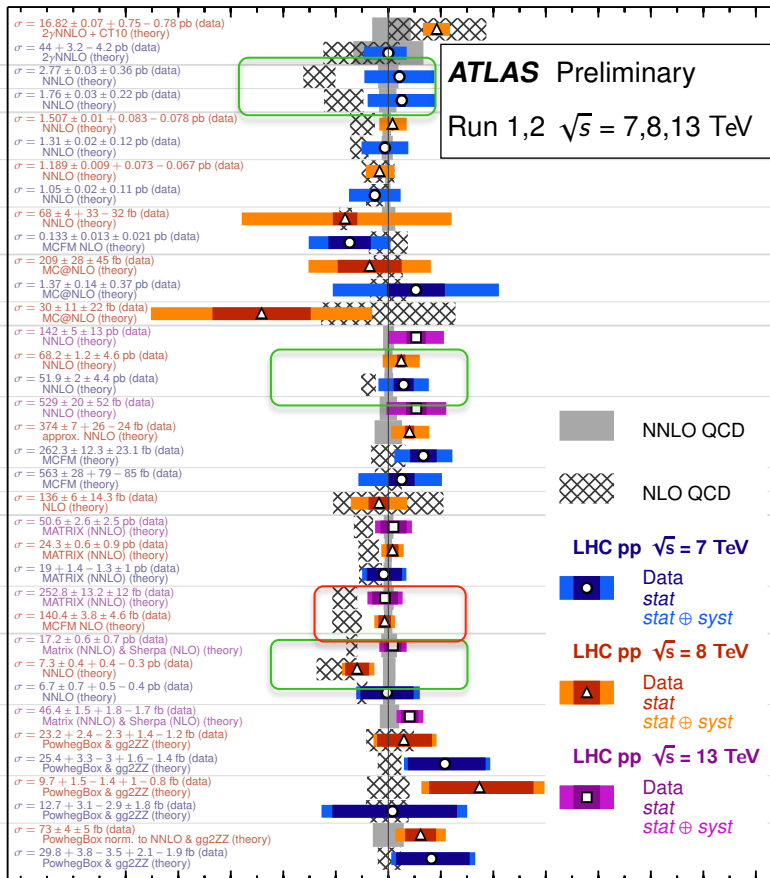 σ = 16.82 ± 0.07 + 0.75 − 0.78 pb (data)
2γNNLO + CT10 (theory)
σ = 44 + 3.2 − 4.2 pb (data)
2γNNLO (theory)
σ = 2.77 ± 0.03 ± 0.36 pb (data)
NNLO (theory)
σ = 1.76 ± 0.03 ± 0.22 pb (data)
NNLO (theory)
σ = 1.507 ± 0.01 + 0.083 − 0.078 pb (data)
NNLO (theory)
σ = 1.31 ± 0.02 ± 0.12 pb (data)
NNLO (theory)
σ = 1.189 ± 0.009 + 0.073 − 0.067 pb (data)
NNLO (theory)
σ = 1.05 ± 0.02 ± 0.11 pb (data)
NNLO (theory)
σ = 68 ± 4 + 33 − 32 fb (data)
NNLO (theory)
σ = 0.133 ± 0.013 ± 0.021 pb (data)
MCFM NLO (theory)
σ = 209 ± 28 ± 45 fb (data)
MC@NLO (theory)
σ = 1.37 ± 0.14 ± 0.37 pb (data)
MC@NLO (theory)
σ = 30 ± 11 ± 22 fb (data)
MC@NLO (theory)
σ = 142 ± 5 ± 13 pb (data)
NNLO (theory)
σ = 68.2 ± 1.2 ± 4.6 pb (data)
NNLO (theory)
σ = 51.9 ± 2 ± 4.4 pb (data)
NNLO (theory)
σ = 529 ± 20 ± 52 fb (data)
NNLO (theory)
σ = 374 ± 7 + 26 − 24 fb (data)
approx. NNLO (theory)
σ = 262.3 ± 12.3 ± 23.1 fb (data)
MCFM (theory)
σ = 563 ± 28 + 79 − 85 fb (data)
MCFM (theory)
σ = 136 ± 6 ± 14.3 fb (data)
NLO (theory)
σ = 50.6 ± 2.6 ± 2.5 pb (data)
MATRIX (NNLO) (theory)
σ = 24.3 ± 0.6 ± 0.9 pb (data)
MATRIX (NNLO) (theory)
σ = 19 + 1.4 − 1.3 ± 1 pb (data)
MATRIX (NNLO) (theory)
σ = 252.8 ± 13.2 ± 12 fb (data)
MATRIX (NNLO) (theory)
σ = 140.4 ± 3.8 ± 4.6 fb (data)
MCFM NLO (theory)
σ = 17.2 ± 0.6 ± 0.7 pb (data)
Matrix (NNLO) & Sherpa (NLO) (theory)
σ = 7.3 ± 0.4 + 0.4 − 0.3 pb (data)
NNLO (theory)
σ = 6.7 ± 0.7 + 0.5 − 0.4 pb (data)
NNLO (theory)
σ = 46.4 ± 1.5 + 1.8 − 1.7 fb (data)
Matrix (NNLO) & Sherpa (NLO) (theory)
σ = 23.2 + 2.4 − 2.3 + 1.4 − 1.2 fb (data)
PowhegBox & gg2ZZ (theory)
σ = 25.4 + 3.3 − 3 + 1.6 − 1.4 fb (data)
PowhegBox & gg2ZZ (theory)
σ = 9.7 + 1.5 − 1.4 + 1 − 0.8 fb (data)
PowhegBox & gg2ZZ (theory)
σ = 12.7 + 3.1 − 2.9 ± 1.8 fb (data)
PowhegBox & gg2ZZ (theory)
σ = 73 ± 4 ± 5 fb (data)
PowhegBox norm. to NNLO & gg2ZZ (theory)
σ = 29.8 + 3.8 − 3.5 + 2.1 − 1.9 fb (data)
PowhegBox & gg2ZZ (theory)
ATLAS Preliminary
Run 1,2 √s = 7,8,13 TeV
NNLO QCD
NLO QCD
LHC pp √s = 7 TeV
Data
stat
stat ⊕ syst
LHC pp √s = 8 TeV
Data
stat
stat ⊕ syst
LHC pp √s = 13 TeV
Data
stat
stat ⊕ syst